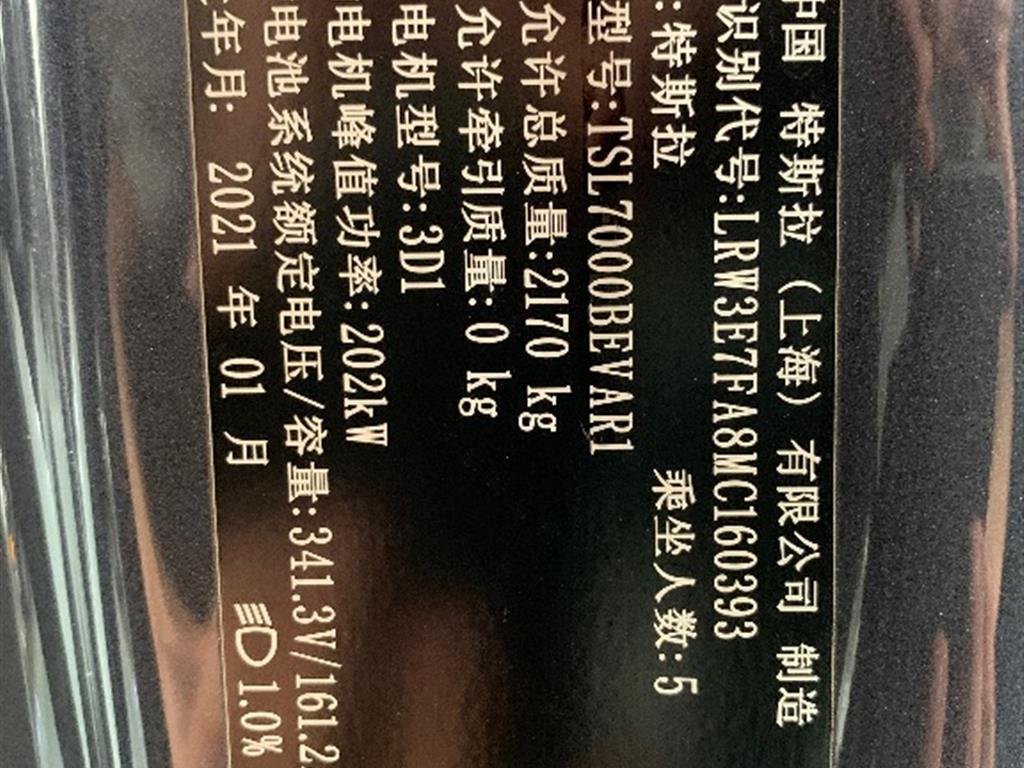 中国 特斯拉（上海）有限公司 制造
识别代号:LRW3E7FA8MC160393
:特斯拉 乘坐人数:5
型号:TSL7000BEVAR1
允许总质量:2170 kg
允许牵引质量:0 kg
电机型号:3D1
电机峰值功率:202kW
电池系统额定电压/容量:341.3V/161.2
年月: 2021 年 01 月 1.0%